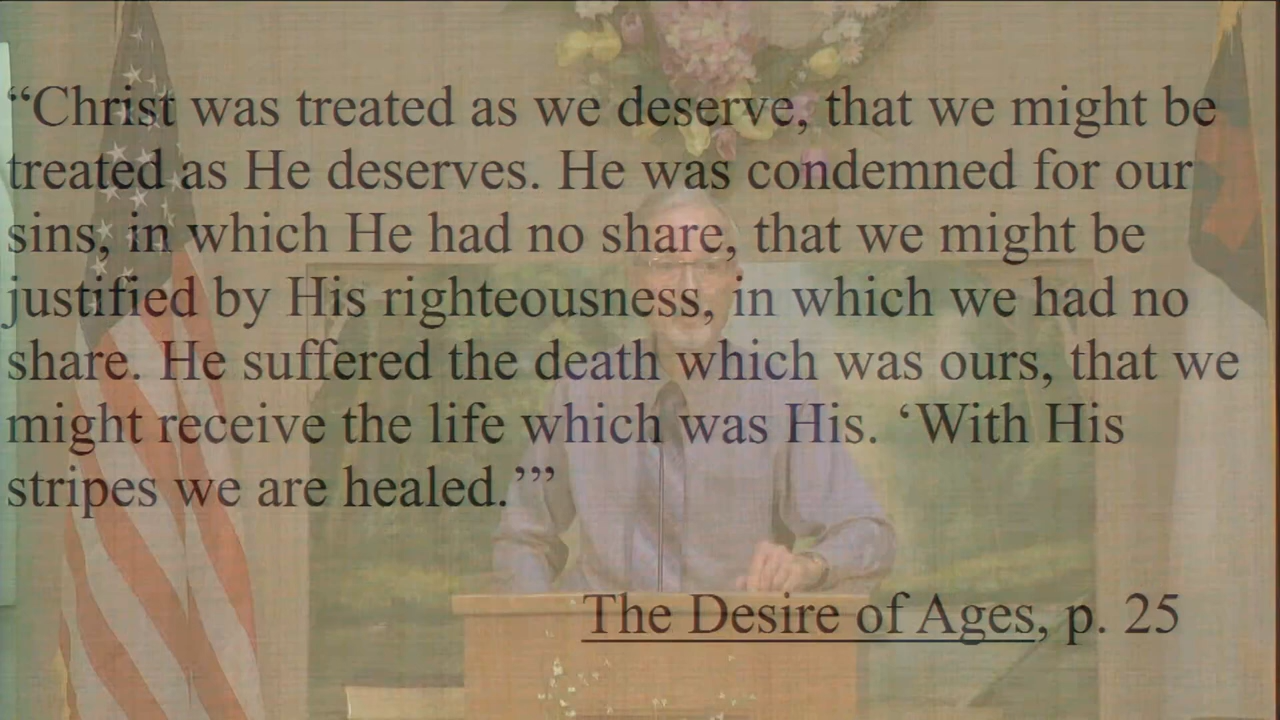 “Christ was treated as we deserve, that we might be
treated as He deserves. He was condemned for our
sins, in which He had no share, that we might be
justified by His righteousness, in which we had no
share. He suffered the death which was ours, that we
might receive the life which was His. ‘With His
stripes we are healed.’”
The Desire of Ages, p. 25